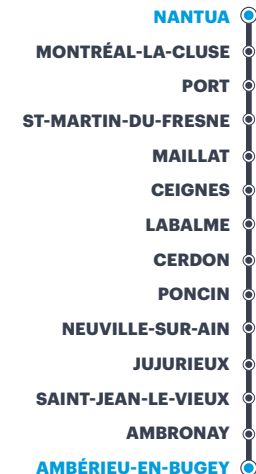 NANTUA
MONTRÉAL-LA-CLUSE
PORT
ST-MARTIN-DU-FRESNE
MAILLAT
CEIGNES
LABALME
CERDON
PONCIN
NEUVILLE-SUR-AIN
JUJURIEUX
SAINT-JEAN-LE-VIEUX
AMBRONAY
AMBÉRIEU-EN-BUGEY